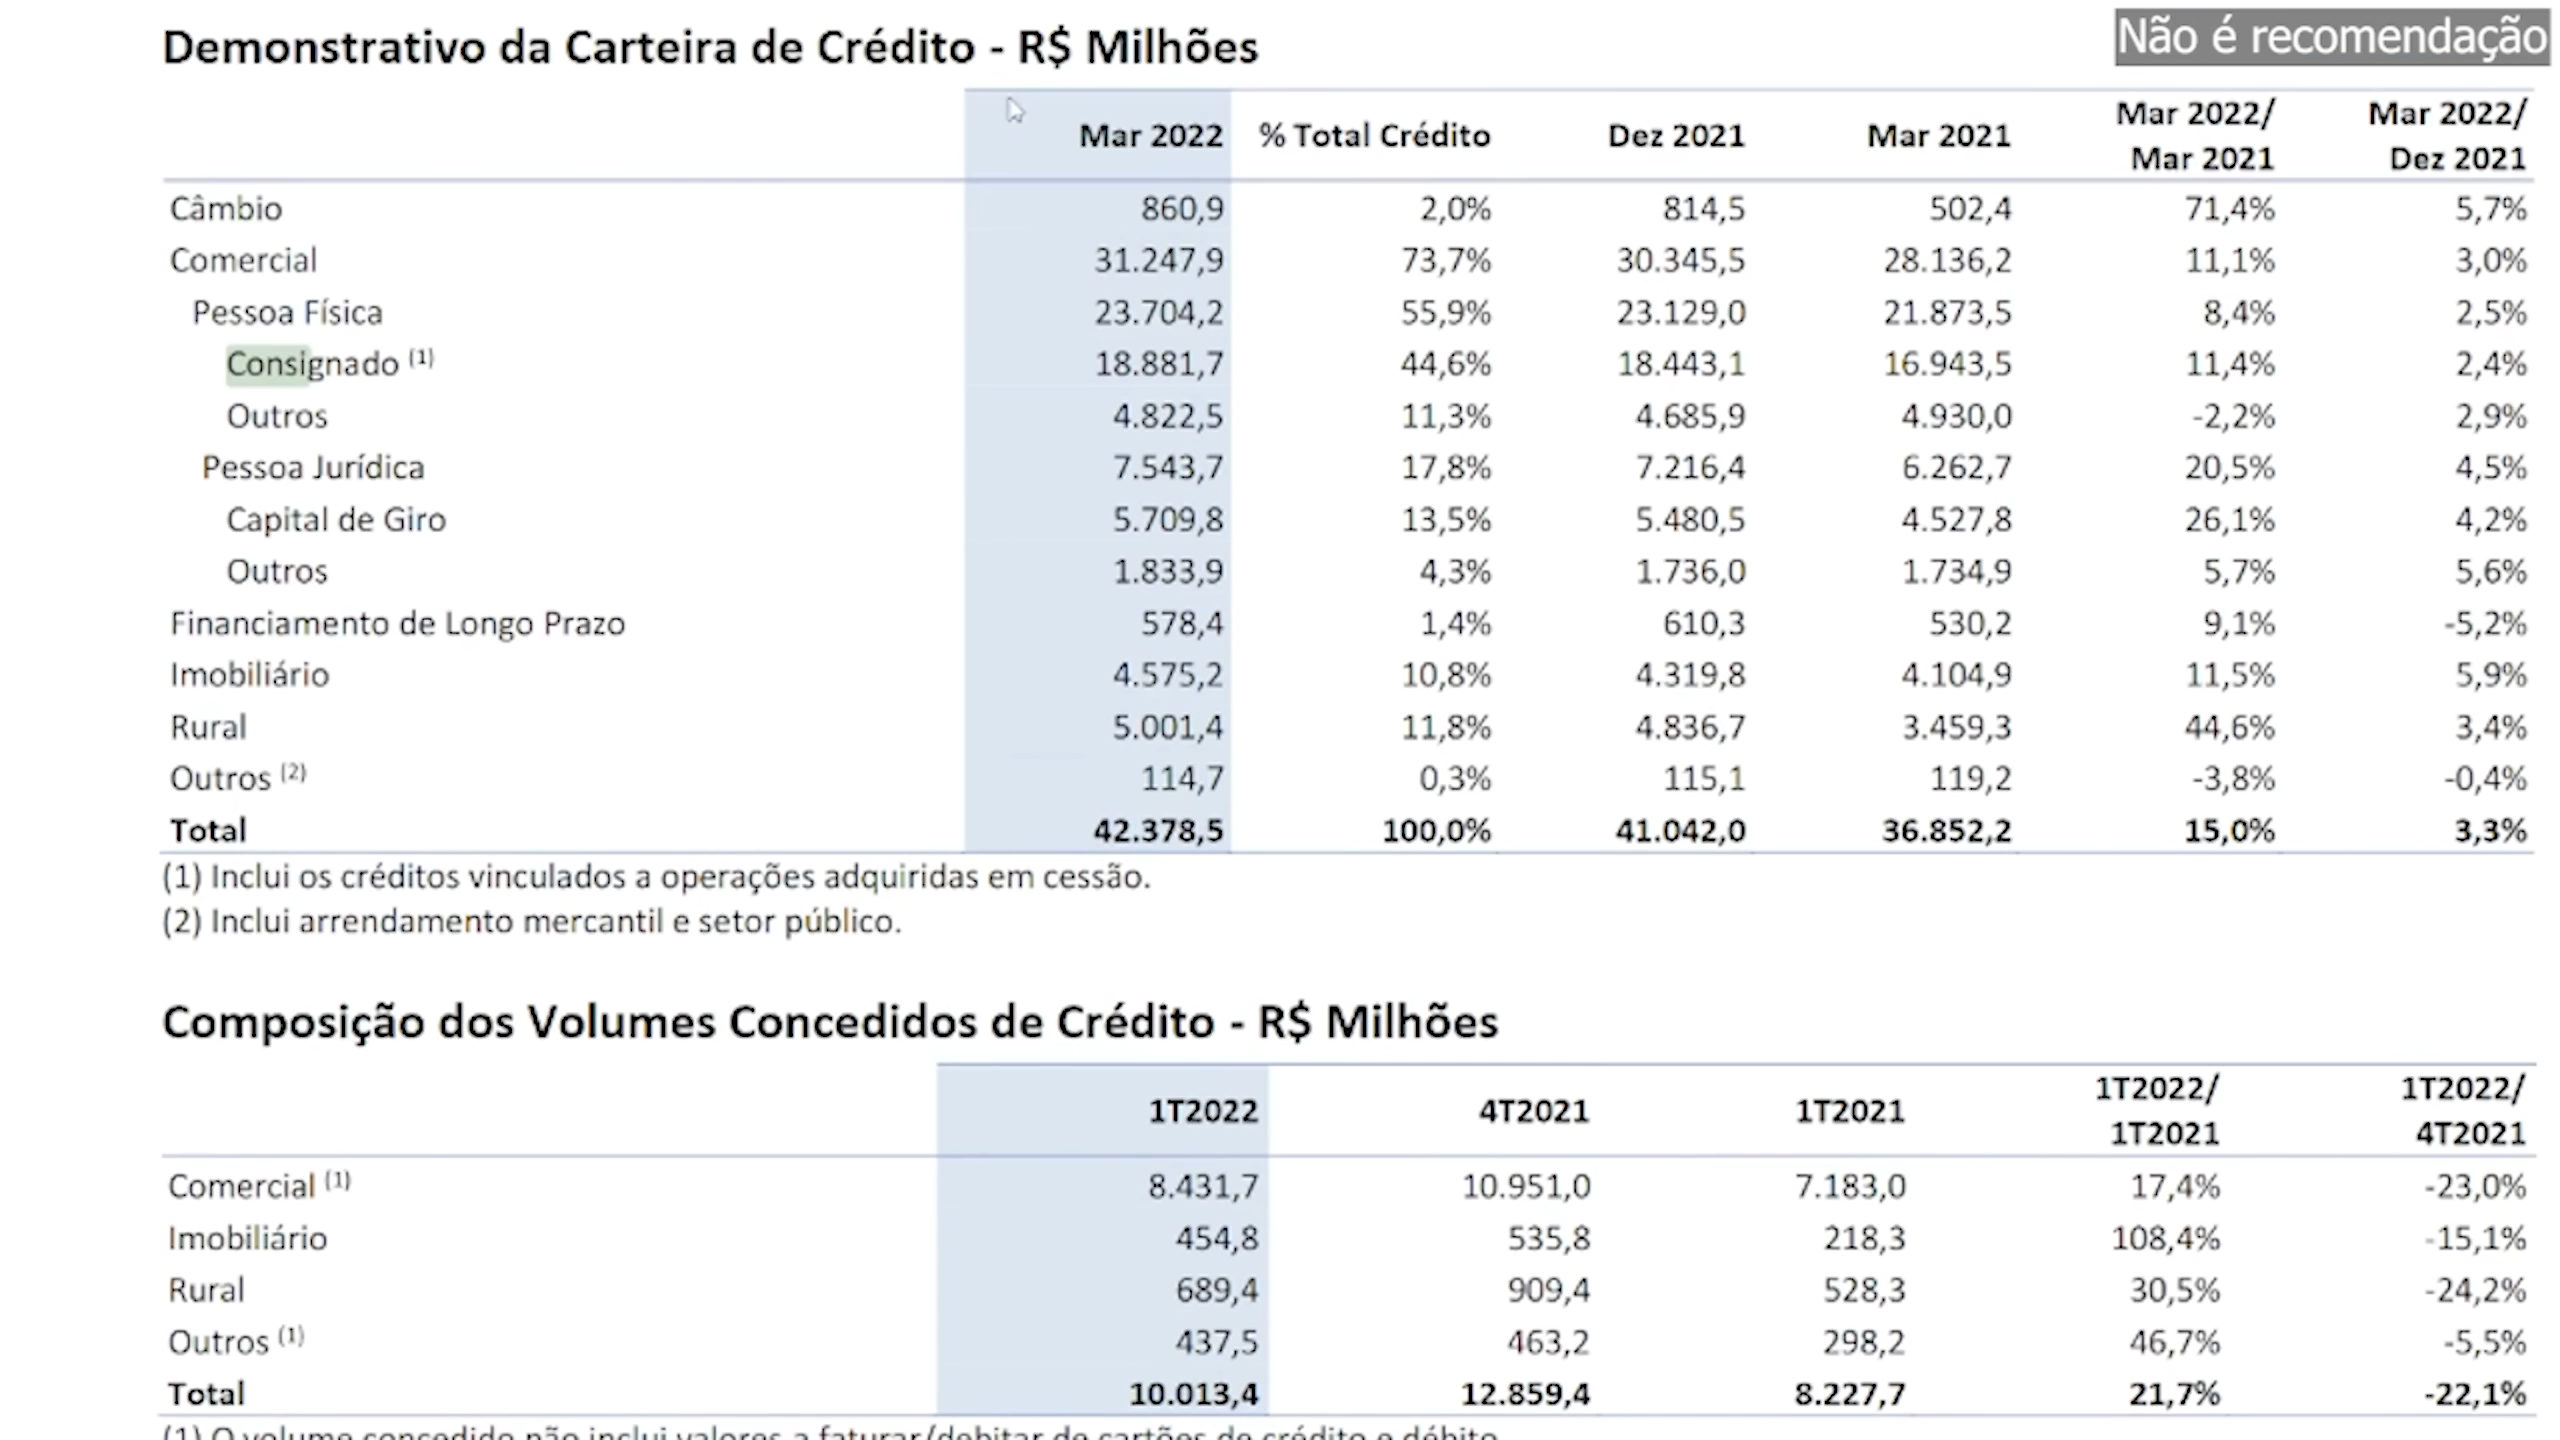 Não é recomendação
Demonstrativo da Carteira de Crédito - R$ Milhões
Mar 2022 % Total Crédito Dez 2021 Mar 2021 Mar 2022/ Mar 2021 Mar 2022/ Dez 2021
Câmbio 860,9 2,0% 814,5 502,4 71,4% 5,7%
Comercial 31.247,9 73,7% 30.345,5 28.136,2 11,1% 3,0%
Pessoa Física 23.704,2 55,9% 23.129,0 21.873,5 8,4% 2,5%
Consignado (1) 18.881,7 44,6% 18.443,1 16.943,5 11,4% 2,4%
Outros 4.822,5 11,3% 4.685,9 4.930,0 -2,2% 2,9%
Pessoa Jurídica 7.543,7 17,8% 7.216,4 6.262,7 20,5% 4,5%
Capital de Giro 5.709,8 13,5% 5.480,5 4.527,8 26,1% 4,2%
Outros 1.833,9 4,3% 1.736,0 1.734,9 5,7% 5,6%
Financiamento de Longo Prazo 578,4 1,4% 610,3 530,2 9,1% -5,2%
Imobiliário 4.575,2 10,8% 4.319,8 4.104,9 11,5% 5,9%
Rural 5.001,4 11,8% 4.836,7 3.459,3 44,6% 3,4%
Outros (2) 114,7 0,3% 115,1 119,2 -3,8% -0,4%
Total 42.378,5 100,0% 41.042,0 36.852,2 15,0% 3,3%
(1) Inclui os créditos vinculados a operações adquiridas em cessão.
(2) Inclui arrendamento mercantil e setor público.
Composição dos Volumes Concedidos de Crédito - R$ Milhões
1T2022 4T2021 1T2021 1T2022/ 1T2021 1T2022/ 4T2021
Comercial (1) 8.431,7 10.951,0 7.183,0 17,4% -23,0%
Imobiliário 454,8 535,8 218,3 108,4% -15,1%
Rural 689,4 909,4 528,3 30,5% -24,2%
Outros (1) 437,5 463,2 298,2 46,7% -5,5%
Total 10.013,4 12.859,4 8.227,7 21,7% -22,1%
(1) O volume concedido não inclui valores a faturar/debitar de cartões de crédito e débito.